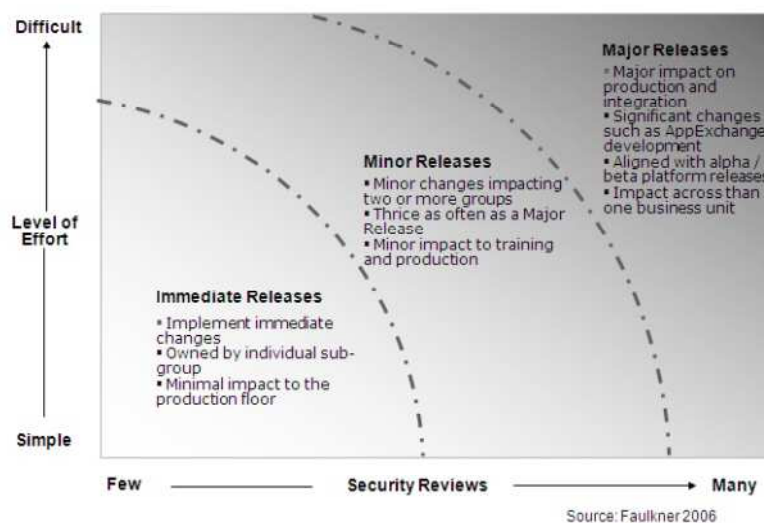 Difficult
Level of
Effort
Simple
Major Releases
▪ Major impact on
production and
integration
▪ Significant changes
such as AppExchange
development
▪ Aligned with alpha /
beta platform releases
▪ Impact across than
one business unit
Minor Releases
▪ Minor changes impacting
two or more groups
▪ Thrice as often as a Major
Release
▪ Minor impact to training
and production
Immediate Releases
▪ Implement immediate
changes
▪ Owned by individual sub-
group
▪ Minimal impact to the
production floor
Few
Security Reviews
Many
Source: Faulkner 2006